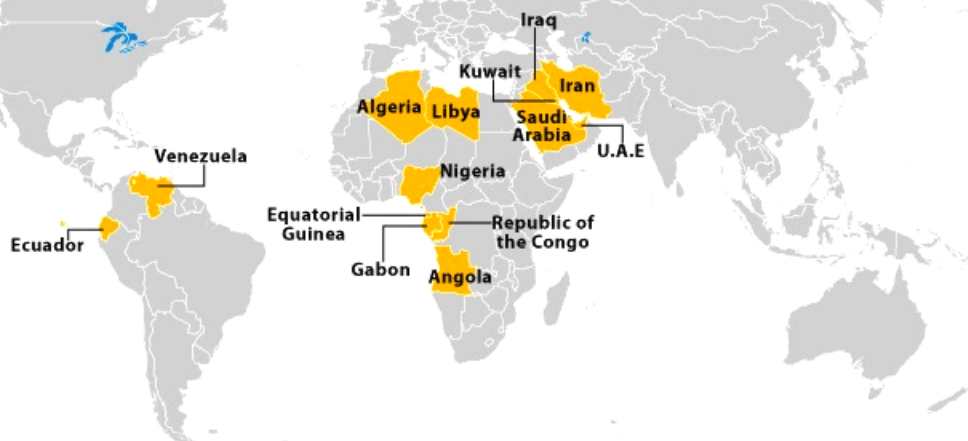 Iraq
Kuwait
Iran
Algeria
Libya
Saudi
Arabia
U.A.E
Venezuela
Nigeria
Equatorial
Guinea
Republic of
the Congo
Ecuador
Gabon
Angola